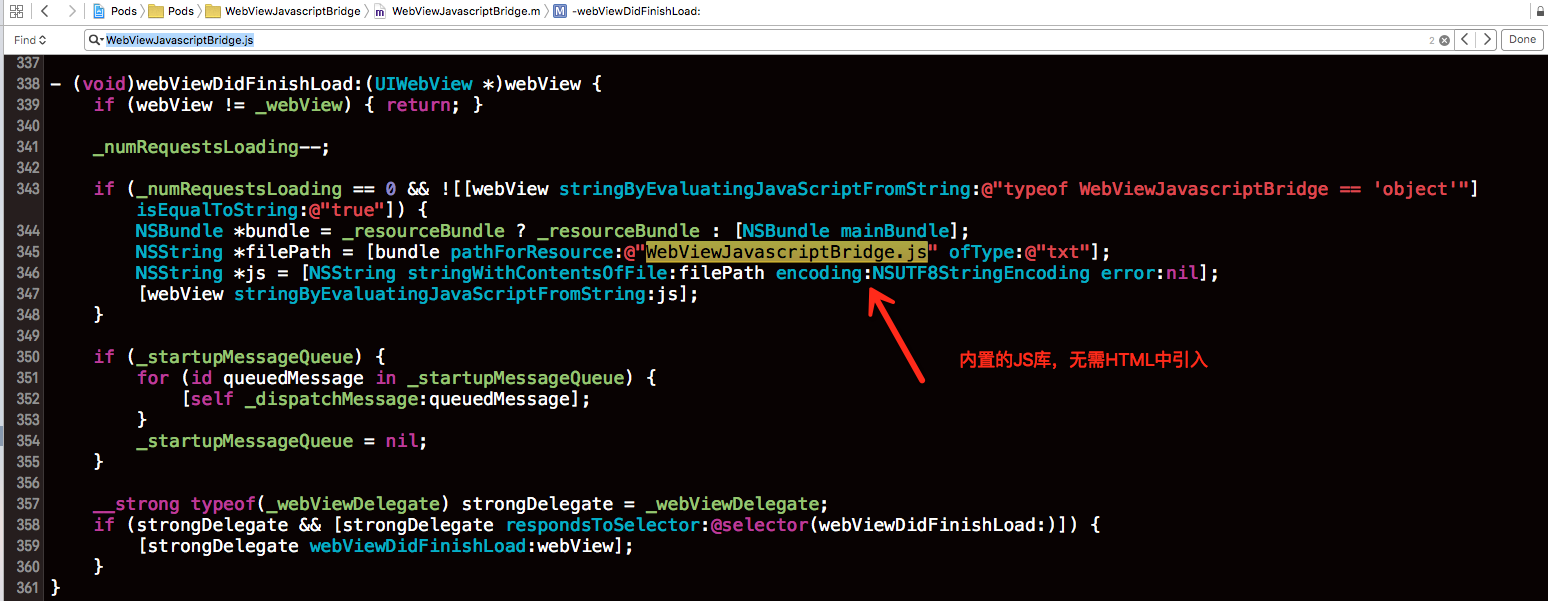 Pods Pods WebViewJavascriptBridge m WebViewJavascriptBridge.m M -webViewDidFinishLoad:
Find WebViewJavascriptBridge.js 2 Done
337
338 - (void)webViewDidFinishLoad:(UIWebView *)webView {
339 if (webView != _webView) { return; }
340
341 _numRequestsLoading--;
342
343 if (_numRequestsLoading == 0 && ![[webView stringByEvaluatingJavaScriptFromString:@"typeof WebViewJavascriptBridge == 'object'"]
isEqualToString:@"true"]) {
344 NSBundle *bundle = _resourceBundle ? _resourceBundle : [NSBundle mainBundle];
345 NSString *filePath = [bundle pathForResource:@"WebViewJavascriptBridge.js" ofType:@"txt"];
346 NSString *js = [NSString stringWithContentsOfFile:filePath encoding:NSUTF8StringEncoding error:nil];
347 [webView stringByEvaluatingJavaScriptFromString:js];
348 }
349
350 if (_startupMessageQueue) {
351 for (id queuedMessage in _startupMessageQueue) {
内置的JS库，无需HTML中引入
352 [self _dispatchMessage:queuedMessage];
353 }
354 _startupMessageQueue = nil;
355 }
356
357 __strong typeof(_webViewDelegate) strongDelegate = _webViewDelegate;
358 if (strongDelegate && [strongDelegate respondsToSelector:@selector(webViewDidFinishLoad:)]) {
359 [strongDelegate webViewDidFinishLoad:webView];
360 }
361 }